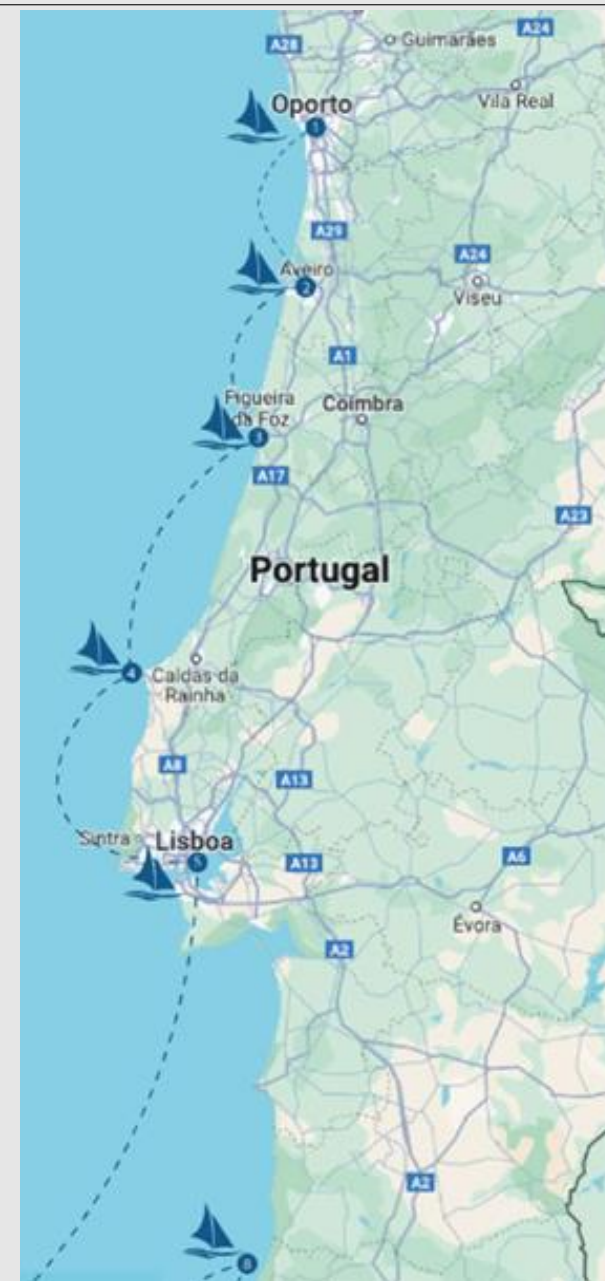 A28
Guimarães
A24
Oporto
1
Vila Real
A29
Aveiro
2
A24
Viseu
A1
Figueira
da Foz
3
Coimbra
A17
A23
Portugal
4
Caldas da
Rainha
A8
A13
Sintra
Lisboa
5
A13
A6
Évora
A2
A2
8